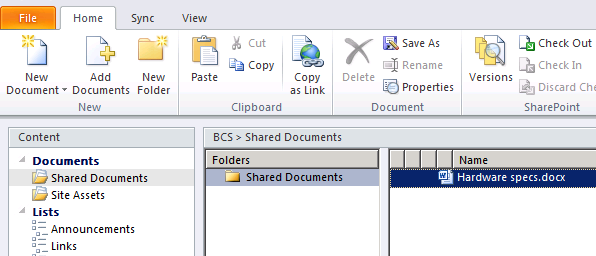 File Home Sync View
New Document Add Documents New Folder
New
Paste
Cut
Copy
Copy as Link
Clipboard
Delete
Save As
Rename
Properties
Document
Versions
Check Out
Check In
Discard Che
SharePoint
Content
Documents
Shared Documents
Site Assets
Lists
Announcements
Links
BCS > Shared Documents
Folders
Shared Documents
Name
Hardware specs.docx